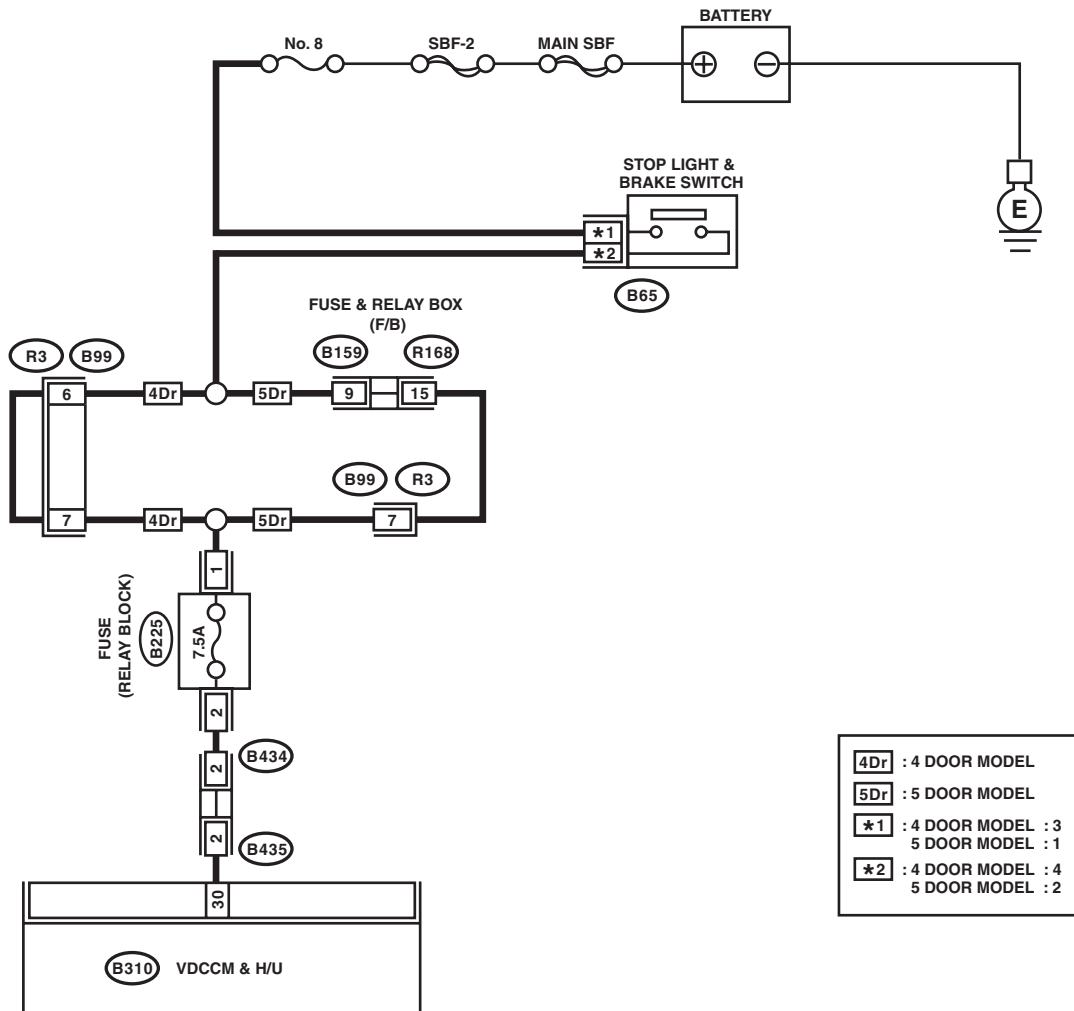 BATTERY
No. 8
SBF-2
MAIN SBF
+
−
E
STOP LIGHT &
BRAKE SWITCH
*1
*2
B65
FUSE & RELAY BOX
(F/B)
R3
B99
B159
R168
6
4Dr
5Dr
9
15
B99
R3
7
4Dr
5Dr
7
1
FUSE
(RELAY BLOCK)
B225
7.5A
2
B434
2
2
B435
30
B310
VDCCM & H/U
4Dr : 4 DOOR MODEL
5Dr : 5 DOOR MODEL
*1 : 4 DOOR MODEL : 3
5 DOOR MODEL : 1
*2 : 4 DOOR MODEL : 4
5 DOOR MODEL : 2